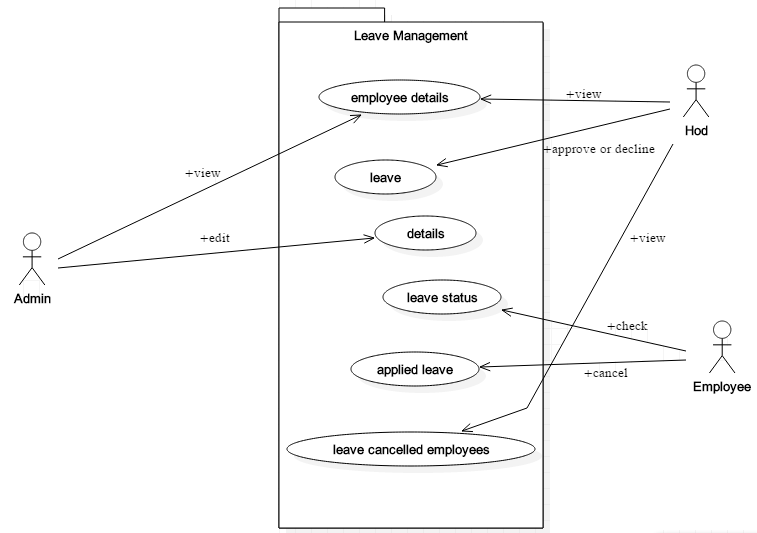 Leave Management
employee details
+view
Hod
+approve or decline
leave
+view
details
+edit
+view
Admin
leave status
+check
applied leave
+cancel
Employee
leave cancelled employees